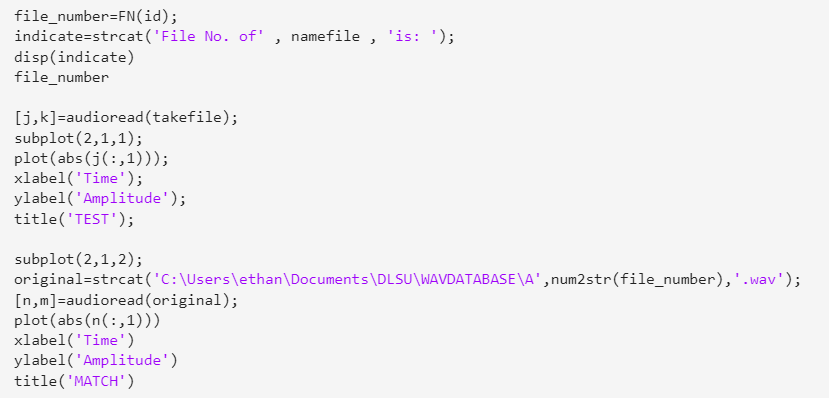 file_number=FN(id);
indicate=strcat('File No. of' , namefile , 'is: ');
disp(indicate)
file_number
[j,k]=audioread(takefile);
subplot(2,1,1);
plot(abs(j(:,1)));
xlabel('Time');
ylabel('Amplitude');
title('TEST');
subplot(2,1,2);
original=strcat('C:\Users\ethan\Documents\DLSU\WAVDATABASE\A',num2str(file_number),'.wav');
[n,m]=audioread(original);
plot(abs(n(:,1)))
xlabel('Time')
ylabel('Amplitude')
title('MATCH')